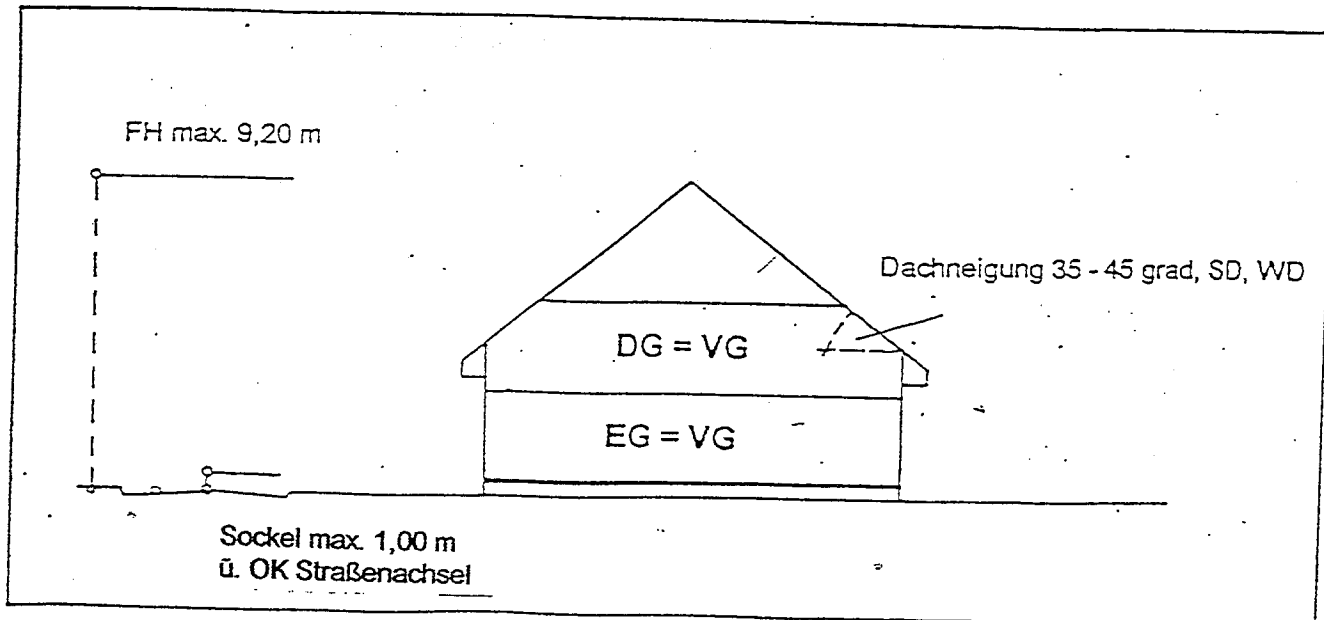 FH max. 9,20 m
Dachneigung 35 - 45 grad, SD, WD
DG = VG
EG = VG
Sockel max. 1,00 m
ü. OK Straßenachsel